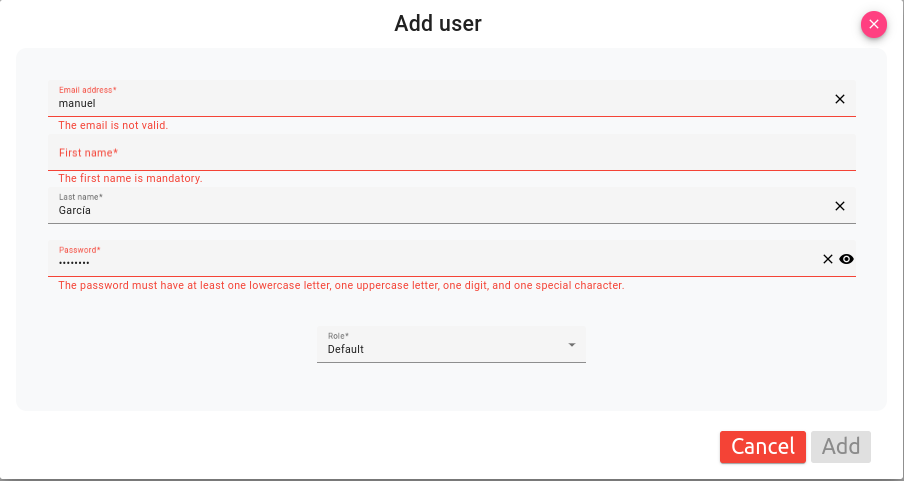 Add user
Email address*
manuel
The email is not valid.
First name*
The first name is mandatory.
Last name*
García
Password*
••••••••
The password must have at least one lowercase letter, one uppercase letter, one digit, and one special character.
Role*
Default
Cancel Add